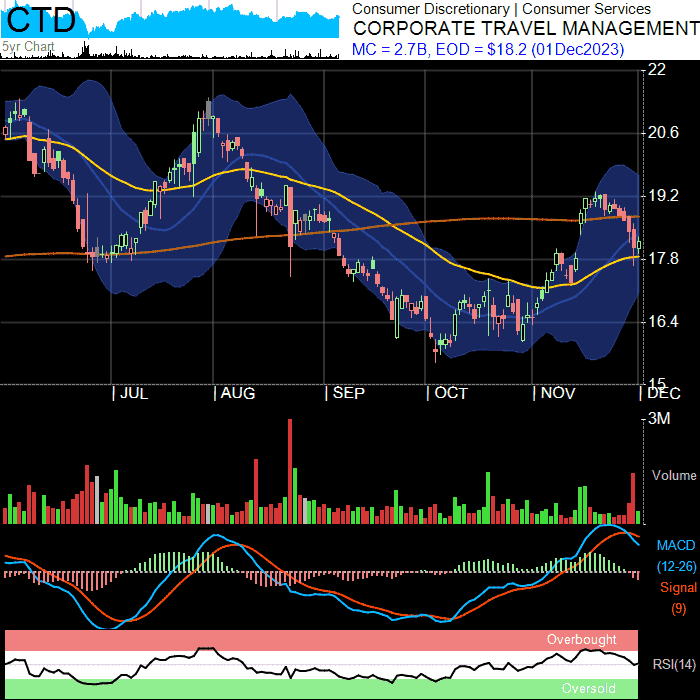 CTD
5yr Chart
Consumer Discretionary | Consumer Services
CORPORATE TRAVEL MANAGEMENT
MC = 2.7B, EOD = $18.2 (01Dec2023)
22
20.6
19.2
17.8
16.4
15
| JUL | AUG | SEP | OCT | NOV | DEC
3M
Volume
MACD
(12-26)
Signal
(9)
Overbought
RSI(14)
Oversold